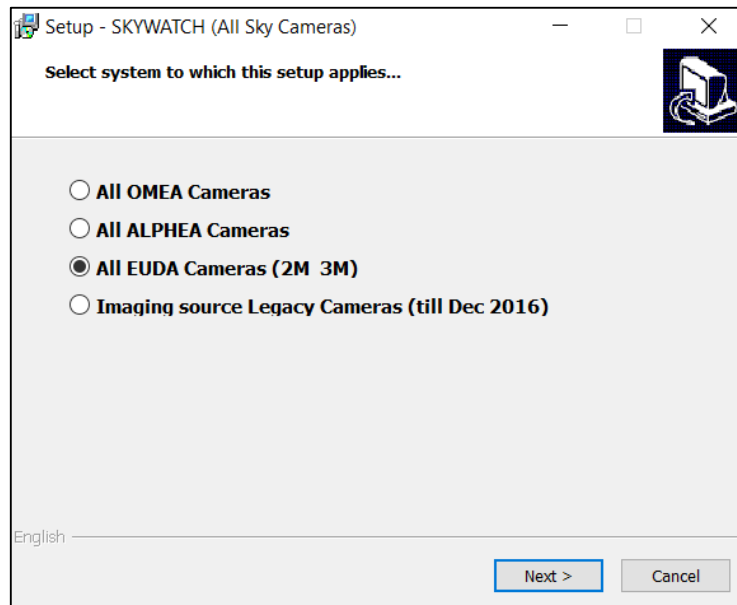 Setup - SKYWATCH (All Sky Cameras)
Select system to which this setup applies...
All OMEA Cameras
All ALPHEA Cameras
All EUDA Cameras (2M 3M)
Imaging source Legacy Cameras (till Dec 2016)
English
Next >
Cancel